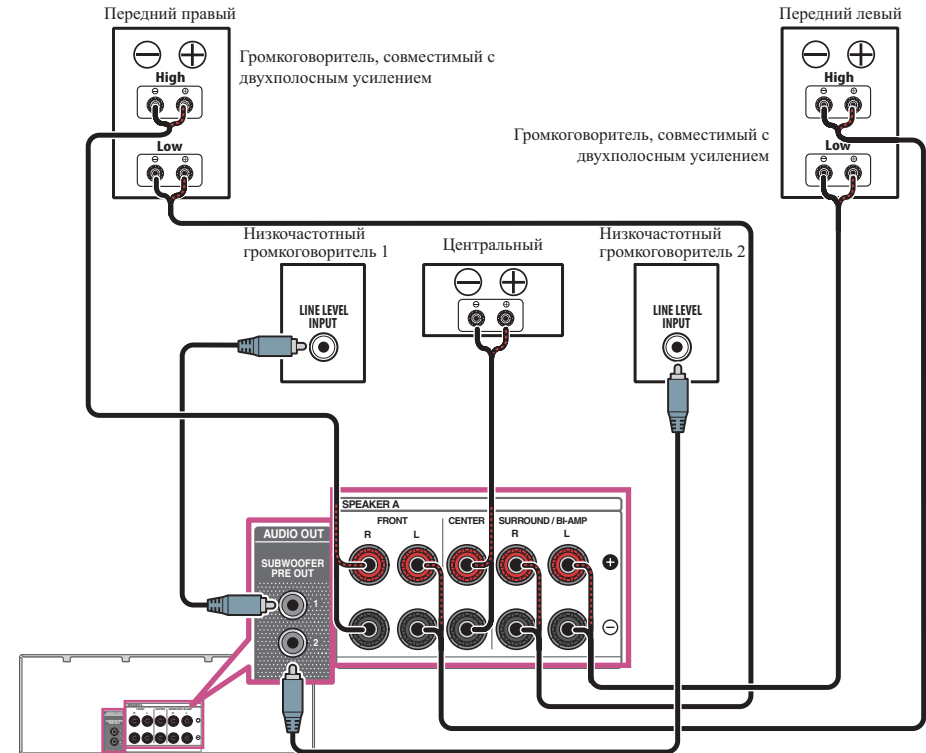 Передний правый
Передний левый
Громкоговоритель, совместимый с
двухполосным усилением
High
Low
High
Low
Громкоговоритель, совместимый с
двухполосным усилением
Низкочастотный
громкоговоритель 1
Центральный
Низкочастотный
громкоговоритель 2
LINE LEVEL
INPUT
LINE LEVEL
INPUT
SPEAKER A
FRONT
CENTER
SURROUND / BI-AMP
R
L
R
L
AUDIO OUT
SUBWOOFER
PRE OUT
1
2